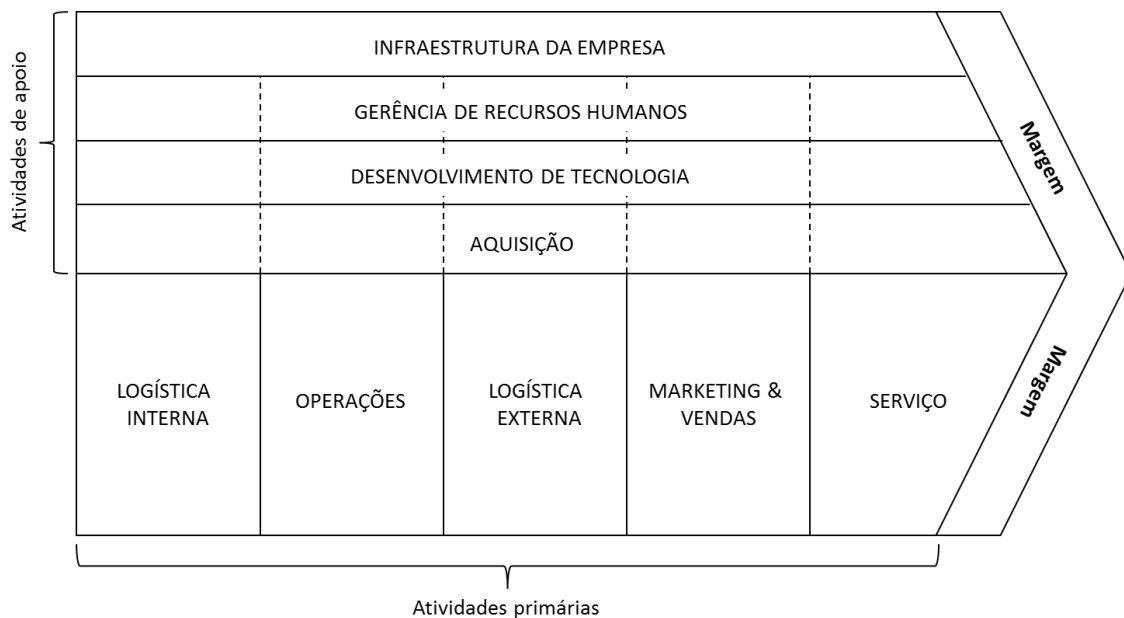 Atividades de apoio
INFRAESTRUTURA DA EMPRESA
GERÊNCIA DE RECURSOS HUMANOS
DESENVOLVIMENTO DE TECNOLOGIA
AQUISIÇÃO
Margem
LOGÍSTICA
INTERNA
OPERAÇÕES
LOGÍSTICA
EXTERNA
MARKETING &
VENDAS
SERVIÇO
Margem
Atividades primárias